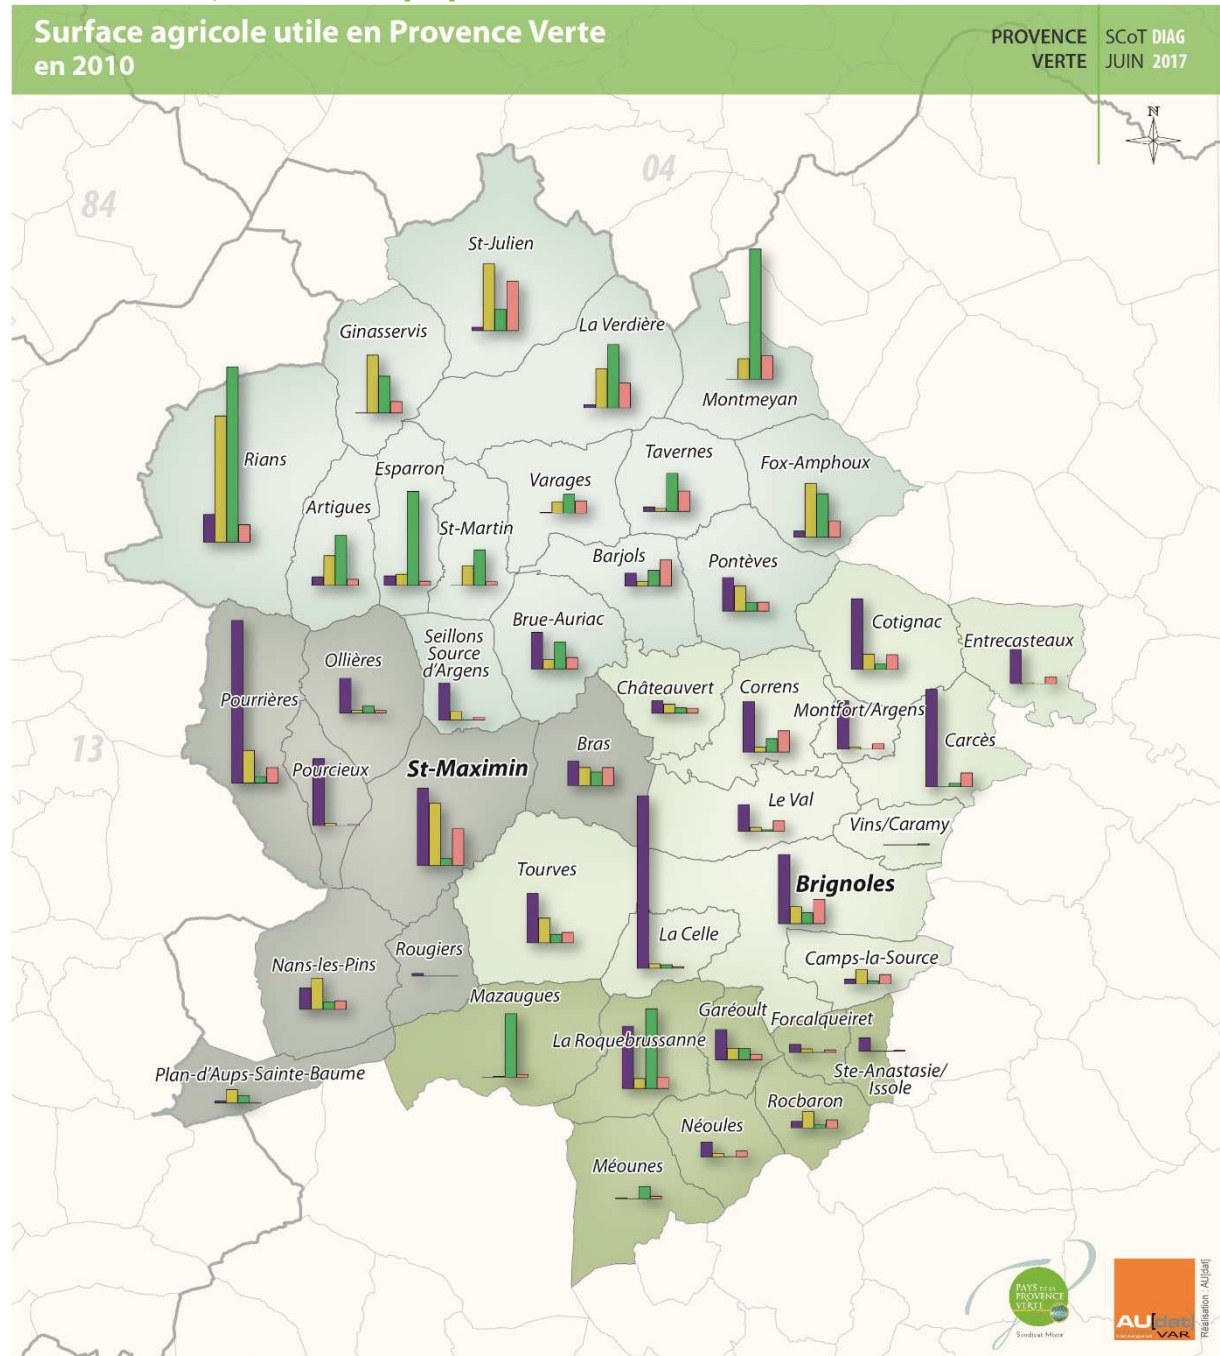 Surface agricole utile en Provence Verte
en 2010
PROVENCE
VERTE
SCoT DIAG
JUIN 2017
N
04
84
St-Julien
Ginasservis
La Verdière
Montmeyan
Rians
Esparron
Tavernes
Fox-Amphoux
Varages
Artigues
St-Martin
Barjols
Pontèves
Brue-Auriac
Cotignac
Seillons
Source
d'Argens
Entrecasteaux
Ollières
Châteauvert
Correns
Pourrières
Montfort/Argens
Carcès
13
Bras
Pourcieux
St-Maximin
Le Val
Vins/Caramy
Tourves
Brignoles
La Celle
Rougiers
Camps-la-Source
Nans-les-Pins
Mazaugues
Garéoult
Forcalqueiret
La Roquebrussanne
Plan-d'Aups-Sainte-Baume
Ste-Anastasie/
Issole
Rocbaron
Néoules
Méounes
PAYS DE LA
PROVENCE
VERTE
Syndicat Mixte
AU[dat]
VAR
Réalisation : AU[dat]